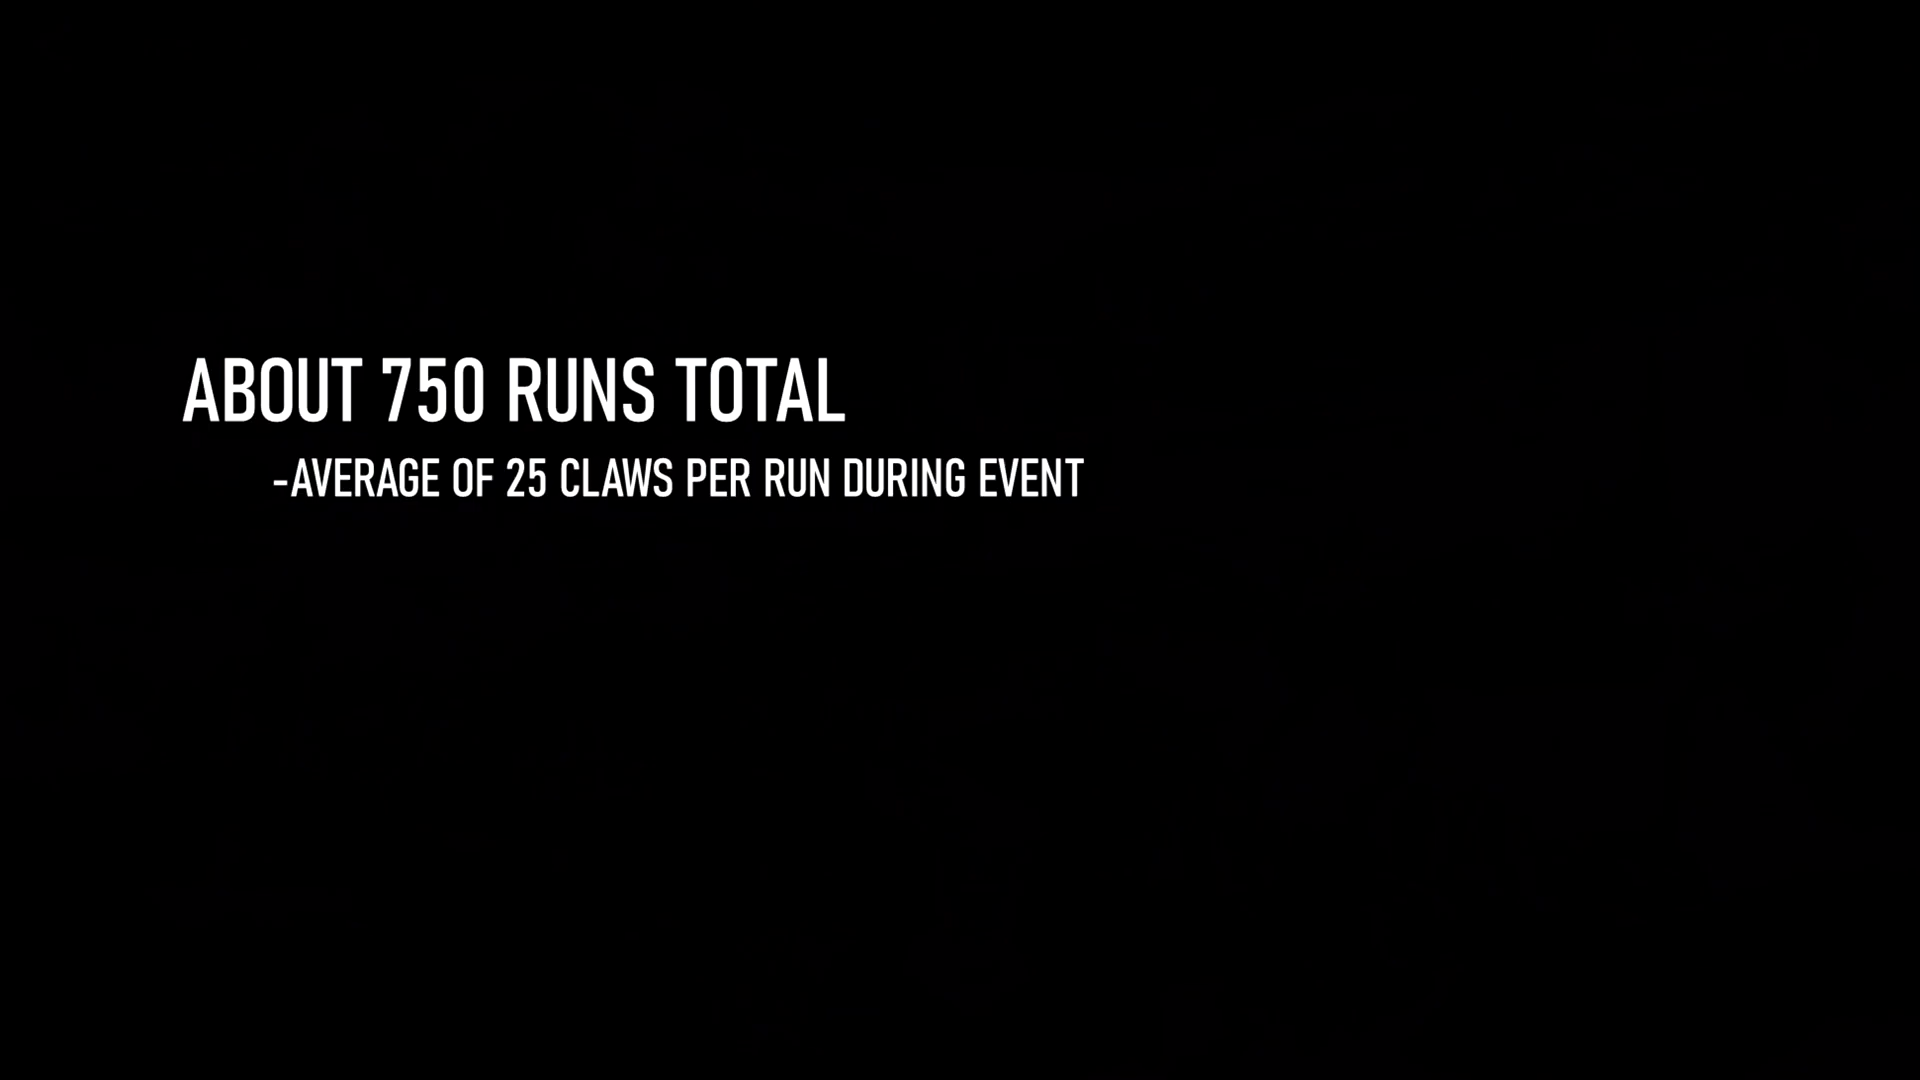 ABOUT 750 RUNS TOTAL
-AVERAGE OF 25 CLAWS PER RUN DURING EVENT